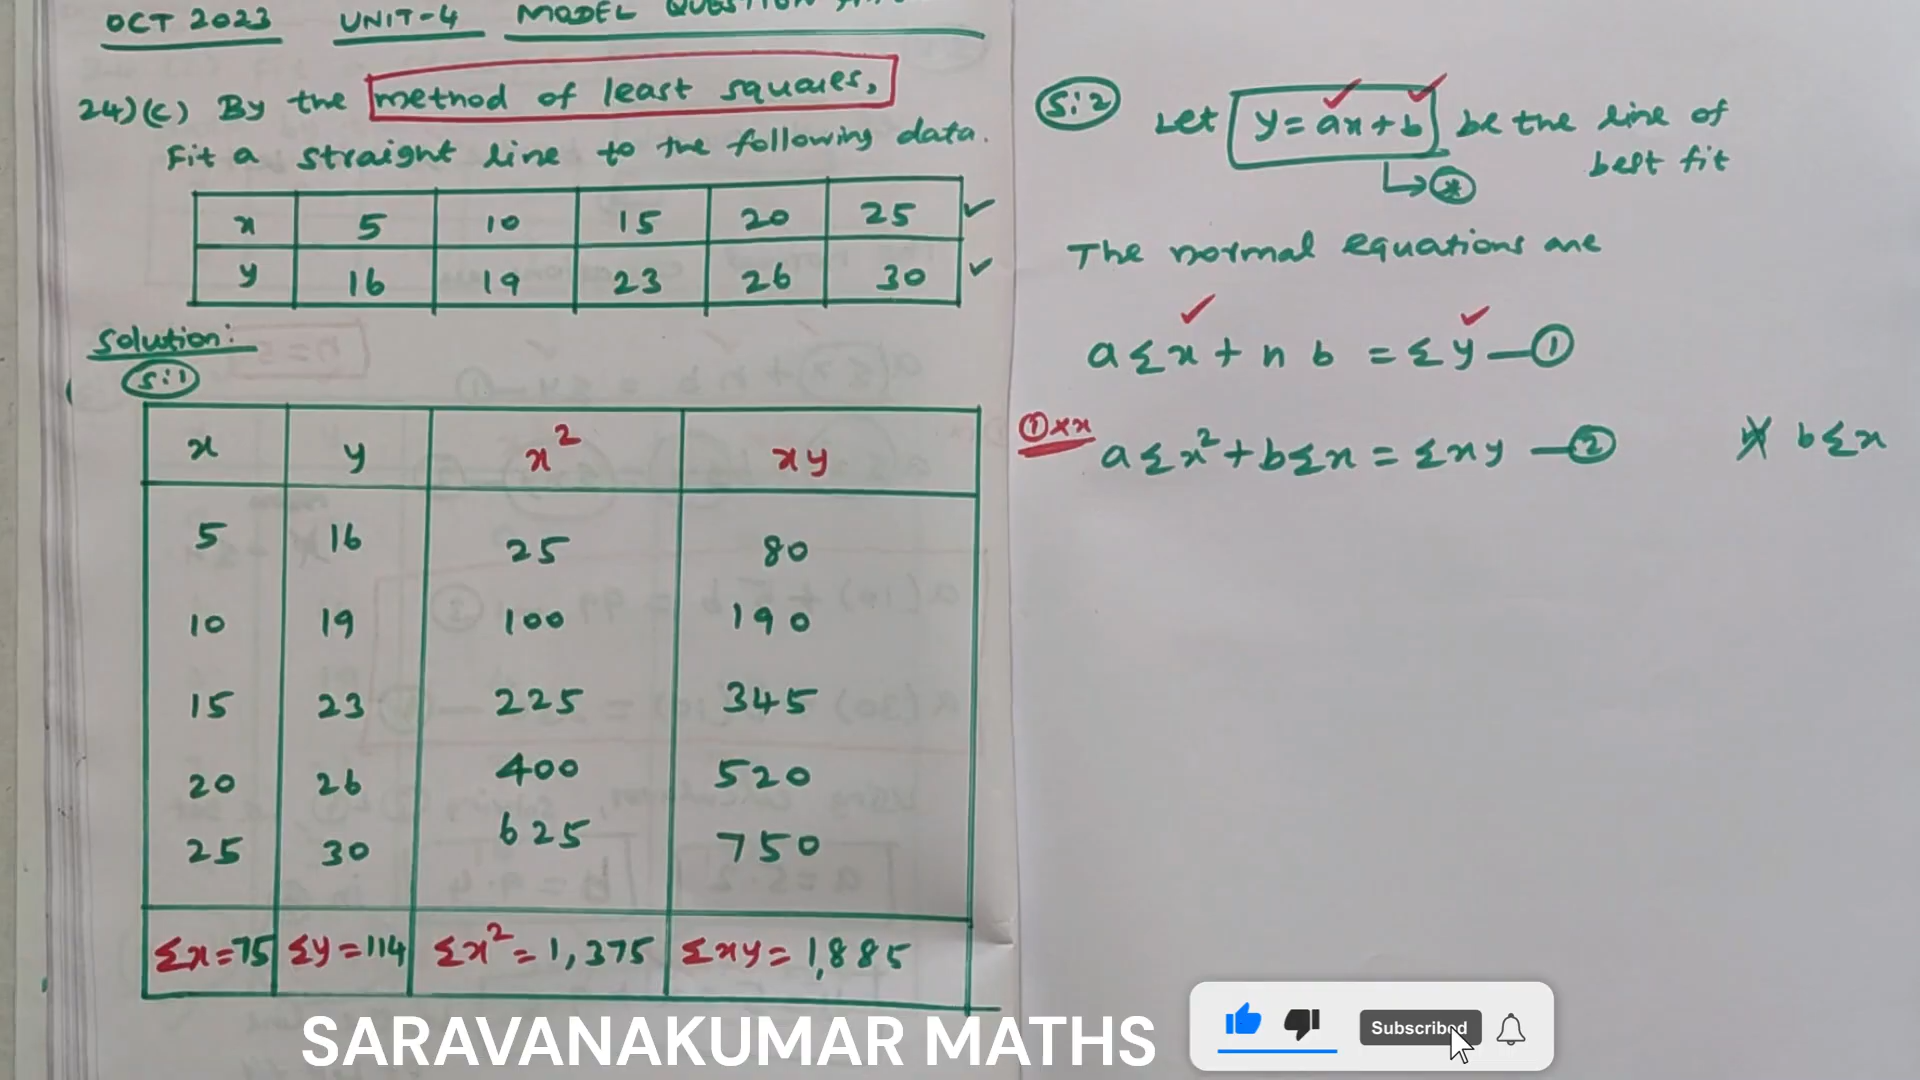 OCT 2023 UNIT-4 MODEL QUESTION
24)(c) By the method of least squares,
Fit a straight line to the following data.
x 5 10 15 20 25
y 16 19 23 26 30
Solution:
S:1
x y x² xy
5 16 25 80
10 19 100 190
15 23 225 345
20 26 400 520
25 30 625 750
Σx=75 Σy=114 Σx²=1,375 Σxy=1,885
S:2 Let y=ax+b be the line of
best fit
*
The normal equations are
aΣx+nb=Σy—①
①×x aΣx²+bΣx=Σxy—② bΣx
SARAVANAKUMAR MATHS
Subscribed